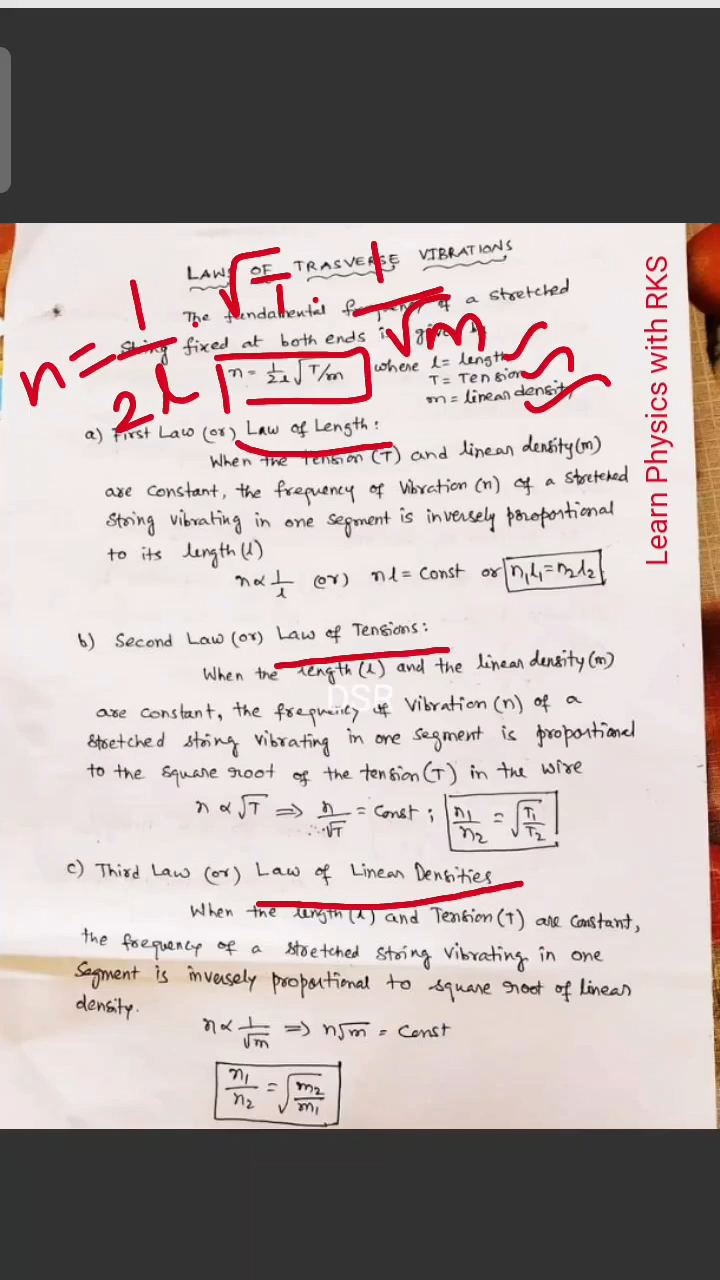 LAWS OF TRASVERSE VIBRATIONS
The fundamental frequency of a stretched
String fixed at both ends is given by
n = 1/2l √T/m where l = length
T = Tension
m = linear density
n = 1/2l · √T/1 · 1/√m
a) First Law (or) Law of Length:
When the Tension (T) and linear density (m)
are constant, the frequency of vibration (n) of a stretched
string vibrating in one segment is inversely proportional
to its length (l)
n ∝ 1/l (or) nl = Const or n₁l₁ = n₂l₂
b) Second Law (or) Law of Tensions:
When the length (l) and the linear density (m)
are constant, the frequency of vibration (n) of a
stretched string vibrating in one segment is proportional
to the square root of the tension (T) in the wire
n ∝ √T ⇒ n/√T = Const ; n₁/n₂ = √T₁/T₂
c) Third Law (or) Law of Linear Densities
When the length (l) and Tension (T) are constant,
the frequency of a stretched string vibrating in one
Segment is inversely proportional to square root of linear
density.
n ∝ 1/√m ⇒ n√m = Const
n₁/n₂ = √m₂/m₁
Learn Physics with RKS
DSR